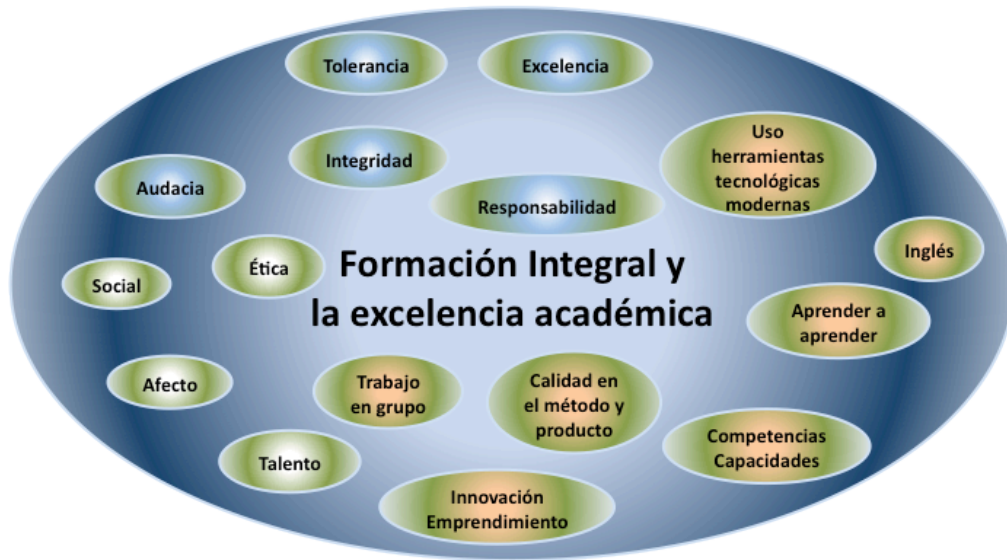 Tolerancia
Excelencia
Integridad
Audacia
Responsabilidad
Uso
herramientas
tecnológicas
modernas
Inglés
Ética
Social
Formación Integral y
la excelencia académica
Aprender a
aprender
Afecto
Trabajo
en grupo
Calidad en
el método y
producto
Competencias
Capacidades
Talento
Innovación
Emprendimiento